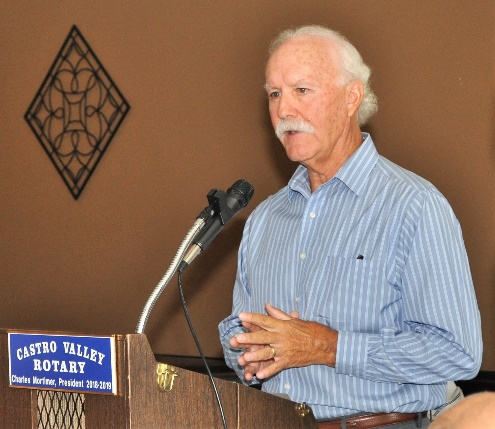 CASTRO VALLEY
ROTARY
Charles Mortimer, President 2018-2019